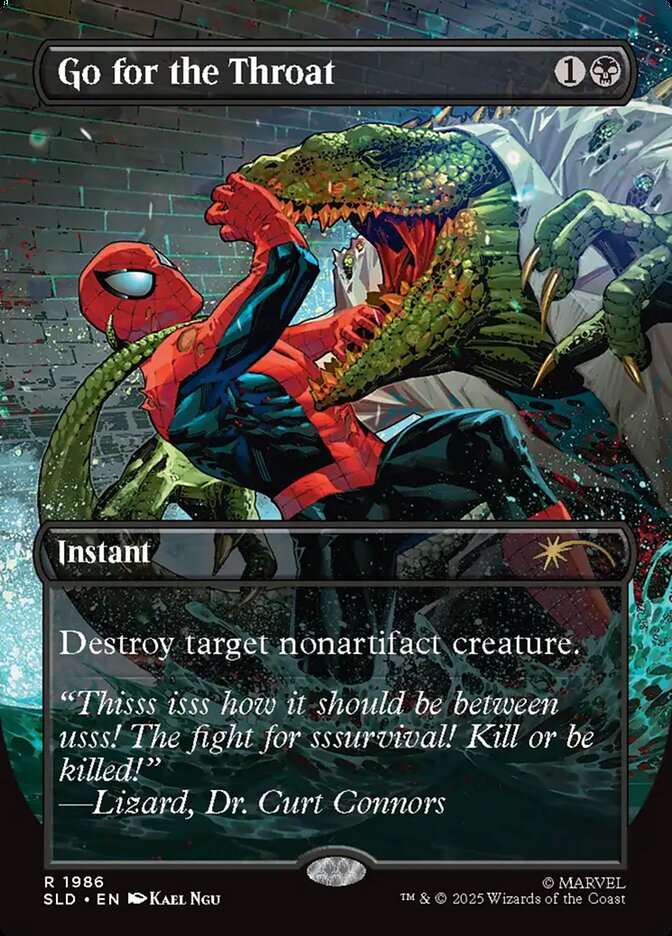 Go for the Throat 1
Instant
Destroy target nonartifact creature.
“Thisss isss how it should be between
usss! The fight for sssurvival! Kill or be
killed!”
—Lizard, Dr. Curt Connors
R 1986
© MARVEL
SLD • EN Kael Ngu
™ & © 2025 Wizards of the Coast